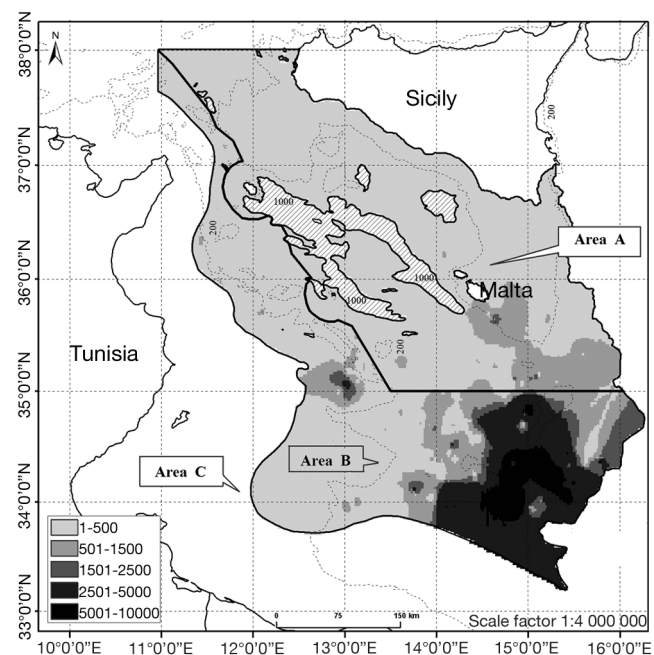 38°0'0"N
37°0'0"N
36°0'0"N
35°0'0"N
34°0'0"N
33°0'0"N
N
Sicily
200
1000
200
Area A
1000
Malta
1000
200
Tunisia
Area B
Area C
1-500
501-1500
1501-2500
2501-5000
5001-10000
0 75 150 km
Scale factor 1:4 000 000
10°0'0"E 11°0'0"E 12°0'0"E 13°0'0"E 14°0'0"E 15°0'0"E 16°0'0"E